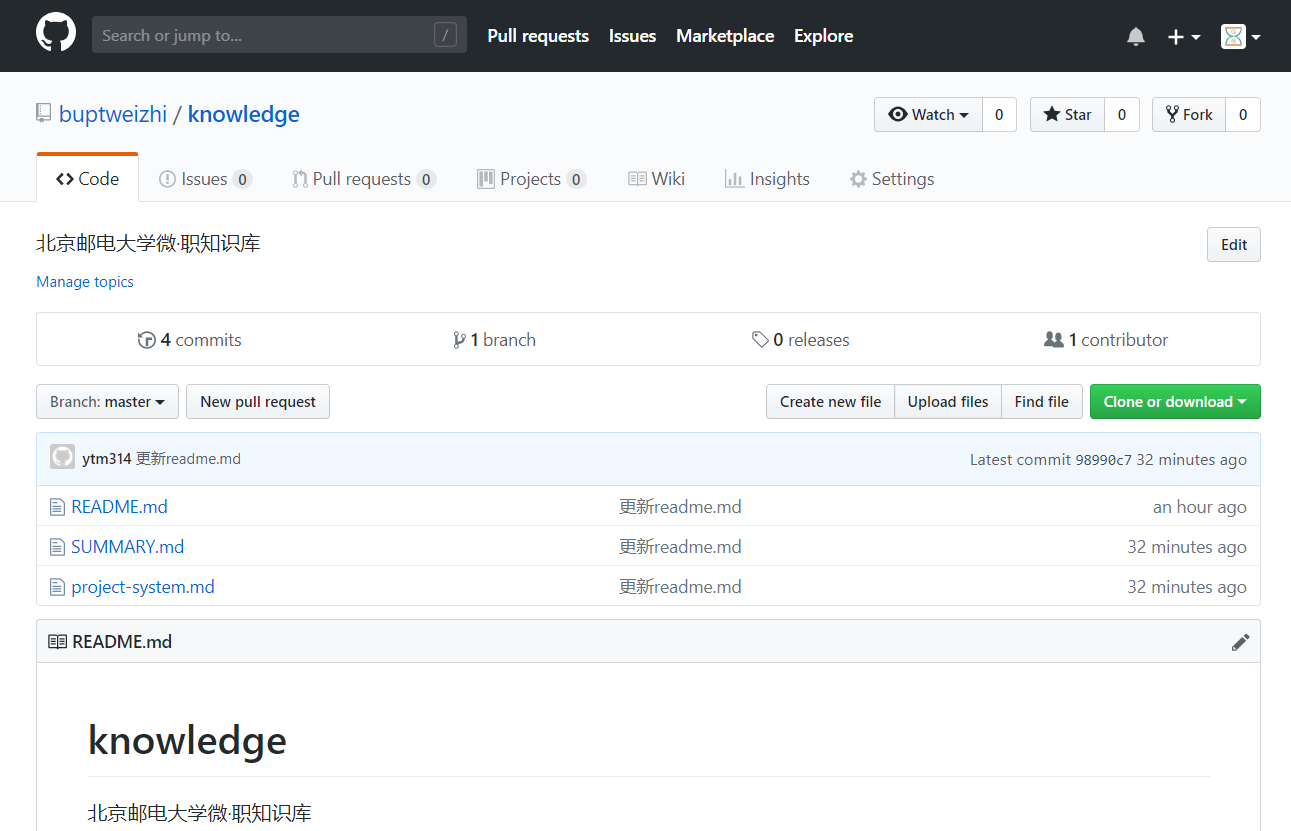 Search or jump to... / Pull requests Issues Marketplace Explore
buptweizhi / knowledge Watch 0 Star 0 Fork 0
Code Issues 0 Pull requests 0 Projects 0 Wiki Insights Settings
北京邮电大学微·职知识库 Edit
Manage topics
4 commits 1 branch 0 releases 1 contributor
Branch: master New pull request Create new file Upload files Find file Clone or download
ytm314 更新readme.md Latest commit 98990c7 32 minutes ago
README.md 更新readme.md an hour ago
SUMMARY.md 更新readme.md 32 minutes ago
project-system.md 更新readme.md 32 minutes ago
README.md
knowledge
北京邮电大学微·职知识库